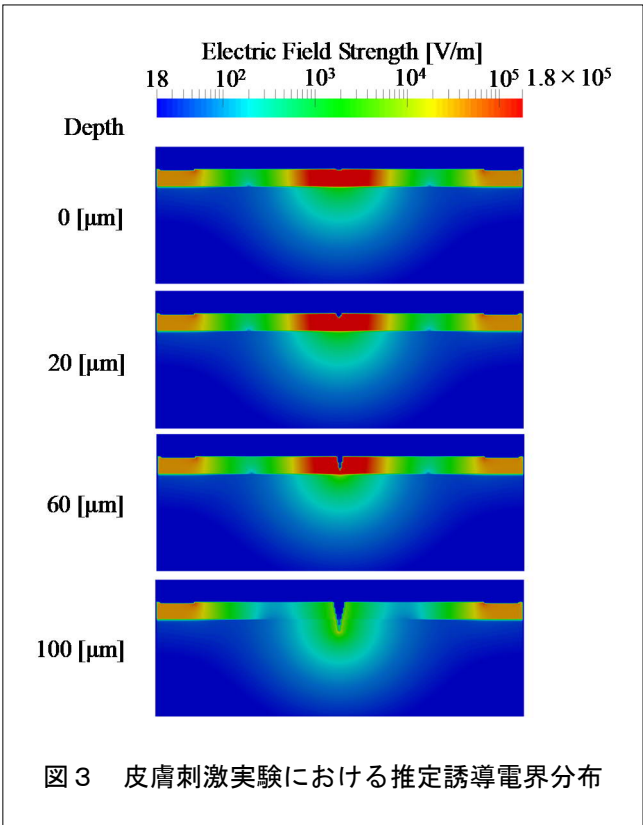 Electric Field Strength [V/m]
18 10² 10³ 10⁴ 10⁵ 1.8×10⁵
Depth
0 [μm]
20 [μm]
60 [μm]
100 [μm]
図3 皮膚刺激実験における推定誘導電界分布